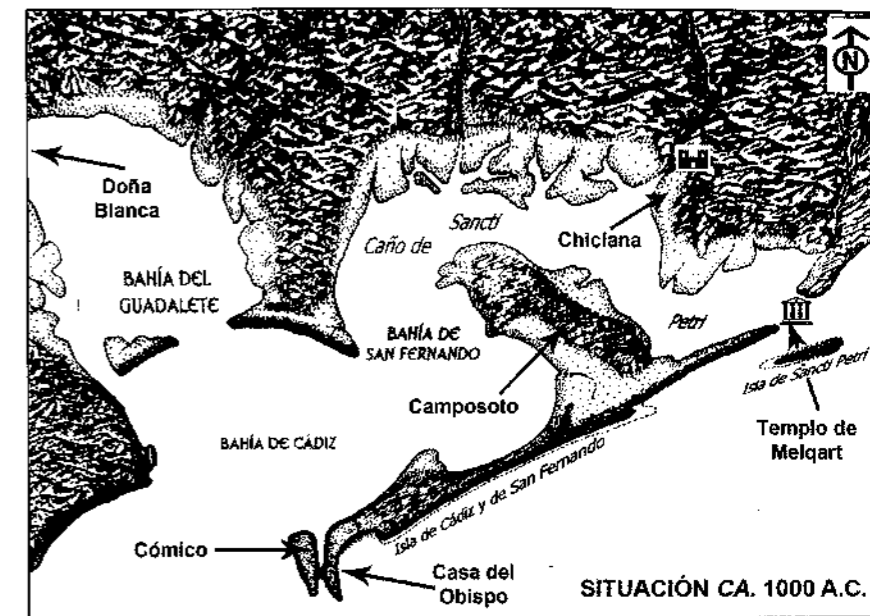 N
Doña
Blanca
Sancti
Caño de
Chiclana
BAHÍA DEL
GUADALETE
Petri
BAHÍA DE
SAN FERNANDO
Isla de Sancti Petri
Camposoto
Templo de
Melqart
BAHÍA DE CÁDIZ
Isla de Cádiz y de San Fernando
Cómico
Casa del
Obispo
SITUACIÓN CA. 1000 A.C.